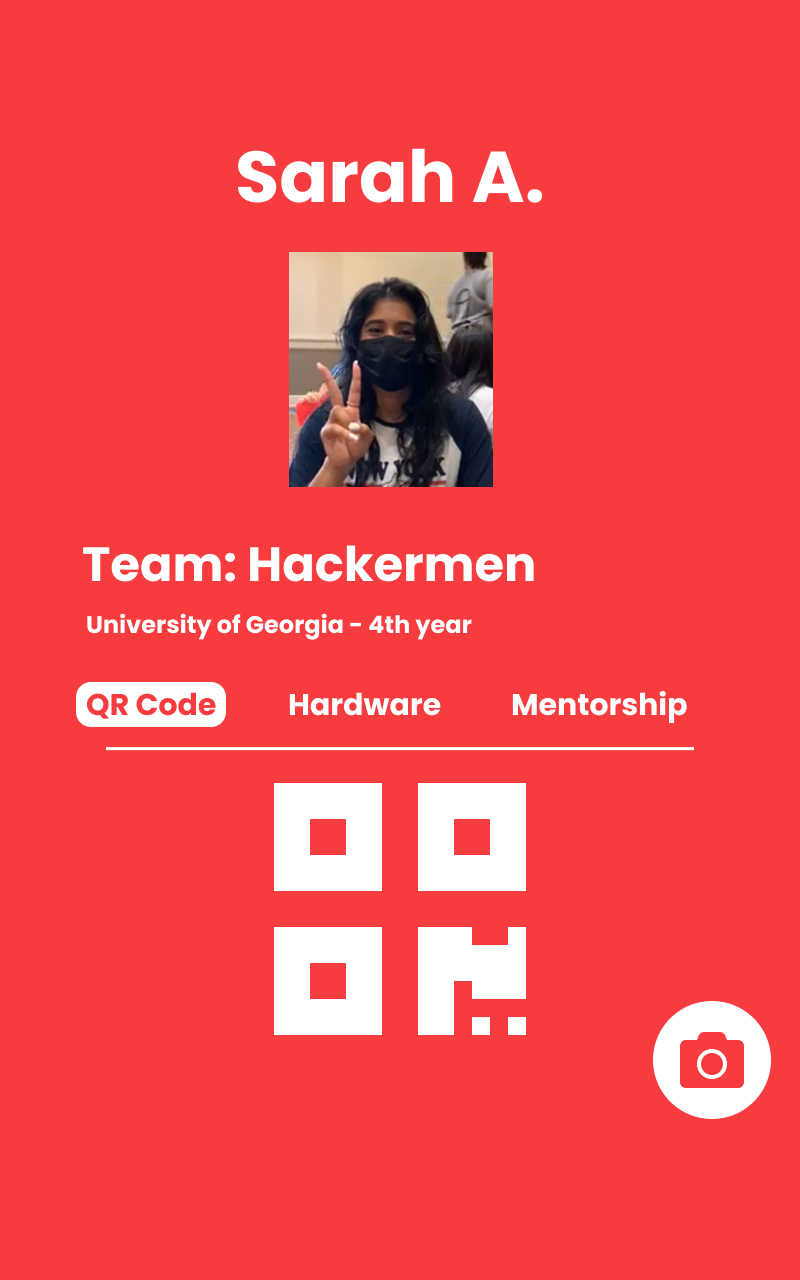 Sarah A.
NEW YORK
Team: Hackermen
University of Georgia - 4th year
QR Code Hardware Mentorship